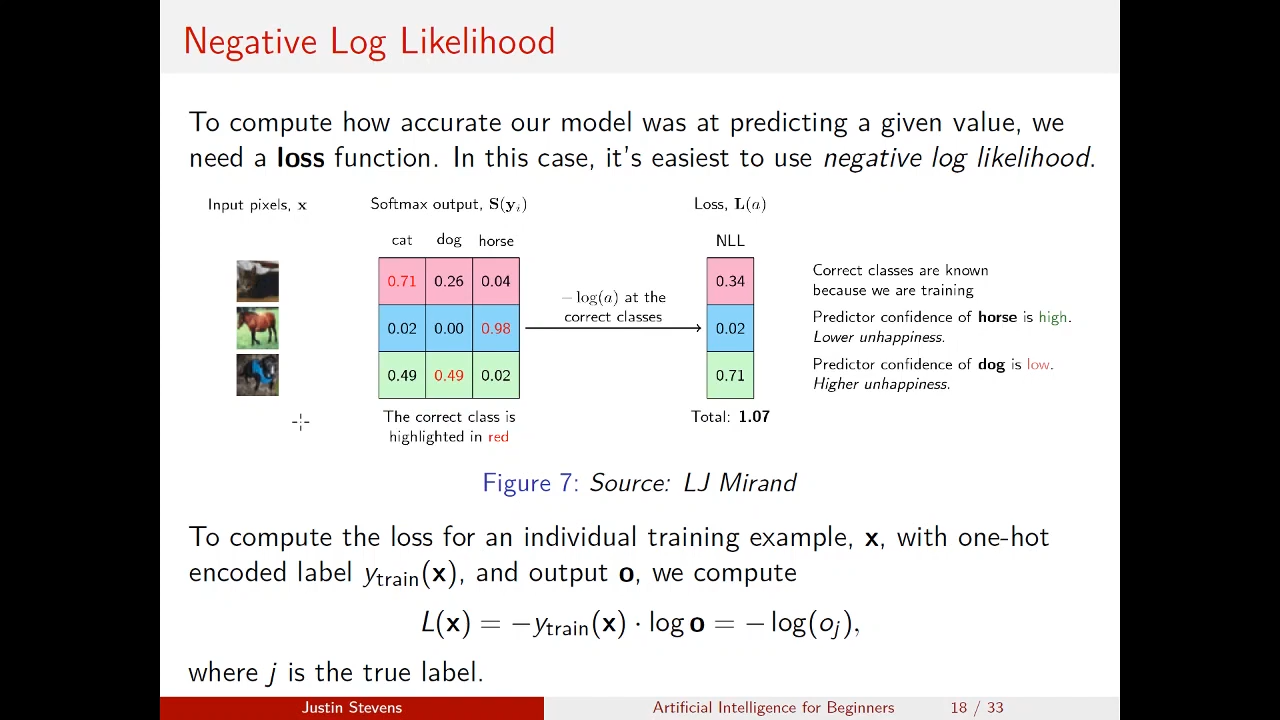 Negative Log Likelihood
To compute how accurate our model was at predicting a given value, we
need a loss function. In this case, it's easiest to use negative log likelihood.
Input pixels, x
Softmax output, S(yᵢ)
Loss, L(a)
cat dog horse
NLL
0.71 0.26 0.04
0.02 0.00 0.98
0.49 0.49 0.02
− log(a) at the
correct classes
0.34
0.02
0.71
Correct classes are known
because we are training
Predictor confidence of horse is high.
Lower unhappiness.
Predictor confidence of dog is low.
Higher unhappiness.
The correct class is
highlighted in red
Total: 1.07
Figure 7: Source: LJ Mirand
To compute the loss for an individual training example, x, with one-hot
encoded label y_train(x), and output o, we compute
L(x) = −y_train(x) · log o = − log(oⱼ),
where j is the true label.
Justin Stevens
Artificial Intelligence for Beginners
18 / 33